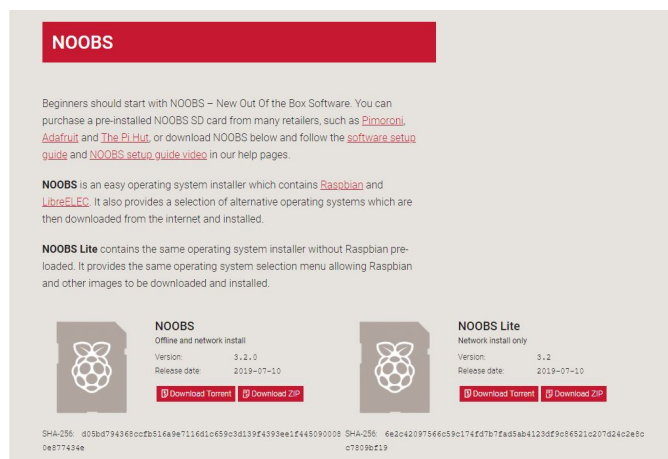 NOOBS
Beginners should start with NOOBS – New Out Of the Box Software. You can
purchase a pre-installed NOOBS SD card from many retailers, such as Pimoroni,
Adafruit and The Pi Hut, or download NOOBS below and follow the software setup
guide and NOOBS setup guide video in our help pages.
NOOBS is an easy operating system installer which contains Raspbian and
LibreELEC. It also provides a selection of alternative operating systems which are
then downloaded from the internet and installed.
NOOBS Lite contains the same operating system installer without Raspbian pre-
loaded. It provides the same operating system selection menu allowing Raspbian
and other images to be downloaded and installed.
NOOBS
Offline and network install
Version: 3.2.0
Release date: 2019-07-10
Download Torrent Download ZIP
SHA-256: d05bd794368ccfb516a9e7116d1c659c3d139f4393ee1f445090008
0e877434e
NOOBS Lite
Network install only
Version: 3.2
Release date: 2019-07-10
Download Torrent Download ZIP
SHA-256: 6e2c42097566c59c174fd7b7fad5ab4123df9c86521c207d24c2e8c
c7809bf19